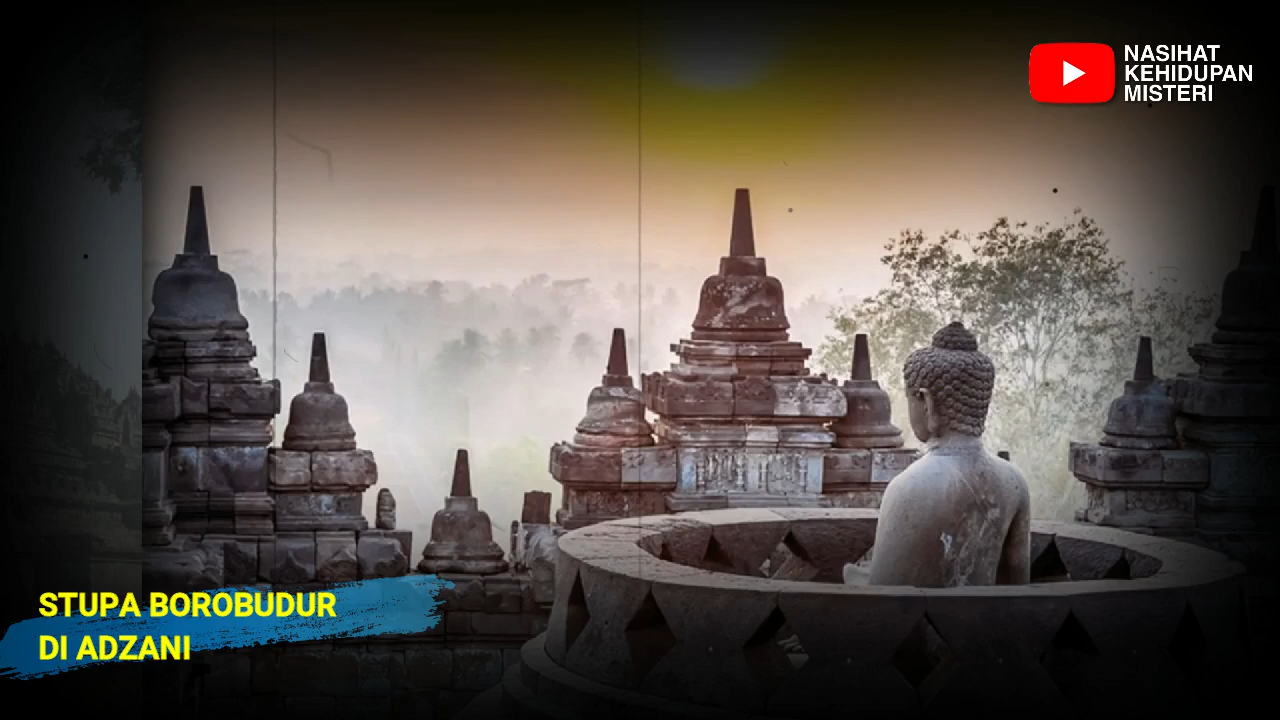 NASIHAT
KEHIDUPAN
MISTERI
STUPA BOROBUDUR
DI ADZANI